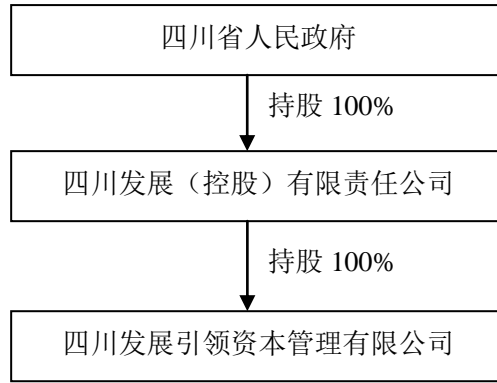 四川省人民政府
持股 100%
四川发展（控股）有限责任公司
持股 100%
四川发展引领资本管理有限公司